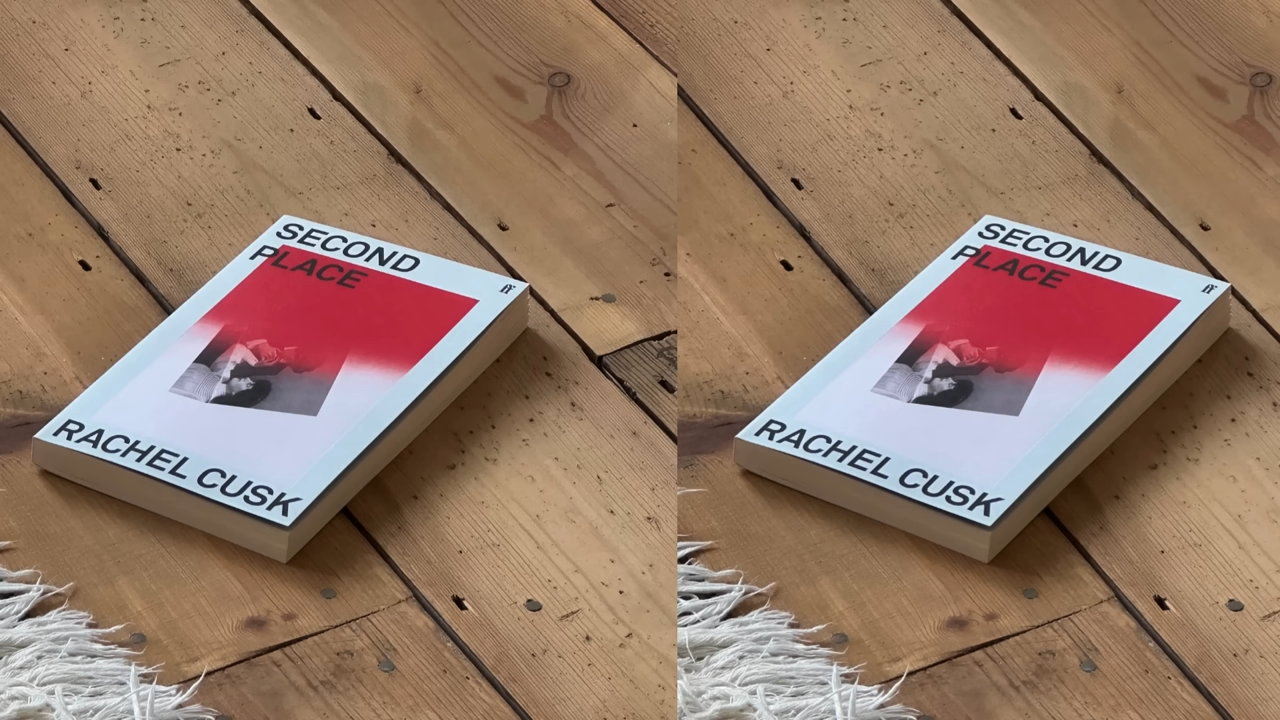 SECOND
PLACE
ff
RACHEL CUSK
SECOND
PLACE
ff
RACHEL CUSK